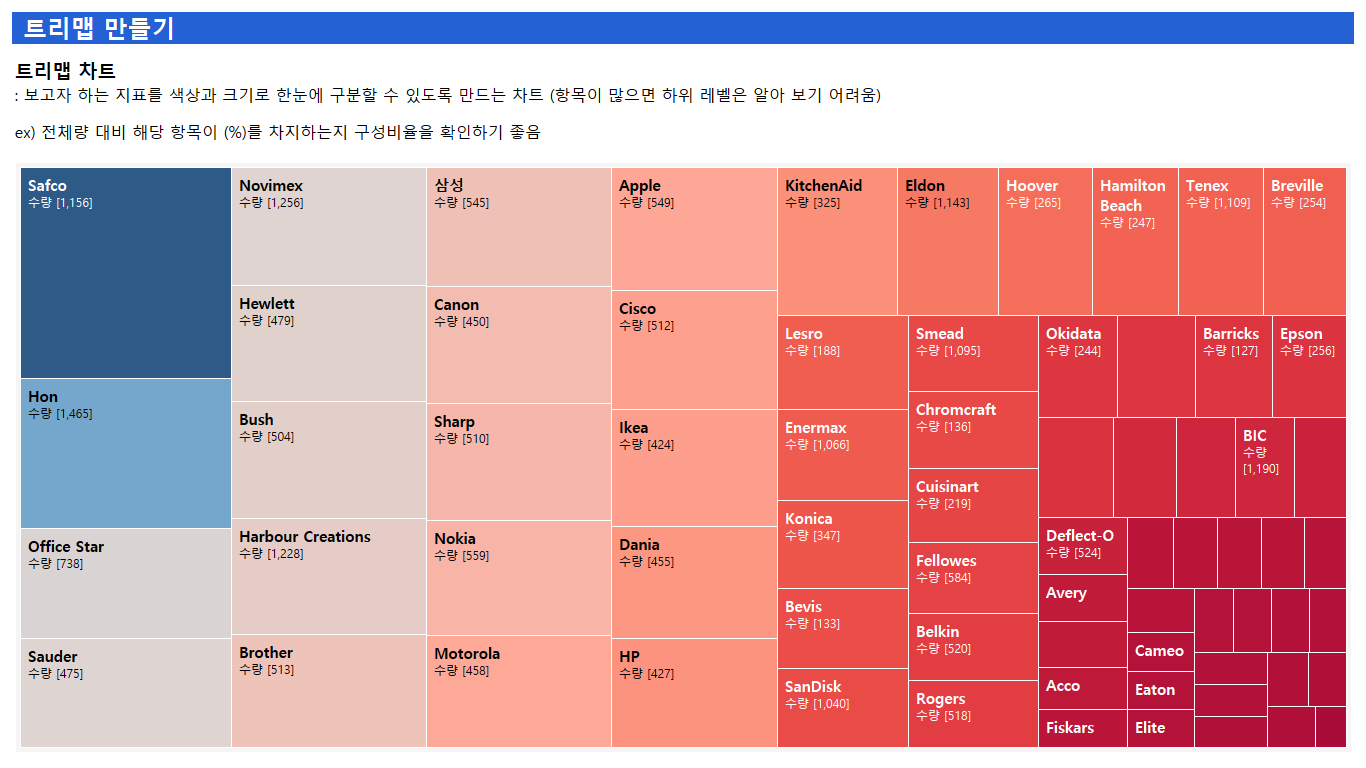 트리맵 만들기
트리맵 차트
: 보고자 하는 지표를 색상과 크기로 한눈에 구분할 수 있도록 만드는 차트 (항목이 많으면 하위 레벨은 알아 보기 어려움)
ex) 전체량 대비 해당 항목이 (%)를 차지하는지 구성비율을 확인하기 좋음
Safco
수량 [1,156]
Hon
수량 [1,465]
Office Star
수량 [738]
Sauder
수량 [475]
Novimex
수량 [1,256]
Hewlett
수량 [479]
Bush
수량 [504]
Harbour Creations
수량 [1,228]
Brother
수량 [513]
삼성
수량 [545]
Canon
수량 [450]
Sharp
수량 [510]
Nokia
수량 [559]
Motorola
수량 [458]
Apple
수량 [549]
Cisco
수량 [512]
Ikea
수량 [424]
Dania
수량 [455]
HP
수량 [427]
KitchenAid
수량 [325]
Eldon
수량 [1,143]
Hoover
수량 [265]
Hamilton
Beach
수량 [247]
Tenex
수량 [1,109]
Breville
수량 [254]
Lesro
수량 [188]
Enermax
수량 [1,066]
Konica
수량 [347]
Bevis
수량 [133]
SanDisk
수량 [1,040]
Smead
수량 [1,095]
Chromcraft
수량 [136]
Cuisinart
수량 [219]
Fellowes
수량 [584]
Belkin
수량 [520]
Rogers
수량 [518]
Okidata
수량 [244]
Barricks
수량 [127]
Epson
수량 [256]
BIC
수량
[1,190]
Deflect-O
수량 [524]
Avery
Acco
Fiskars
Cameo
Eaton
Elite